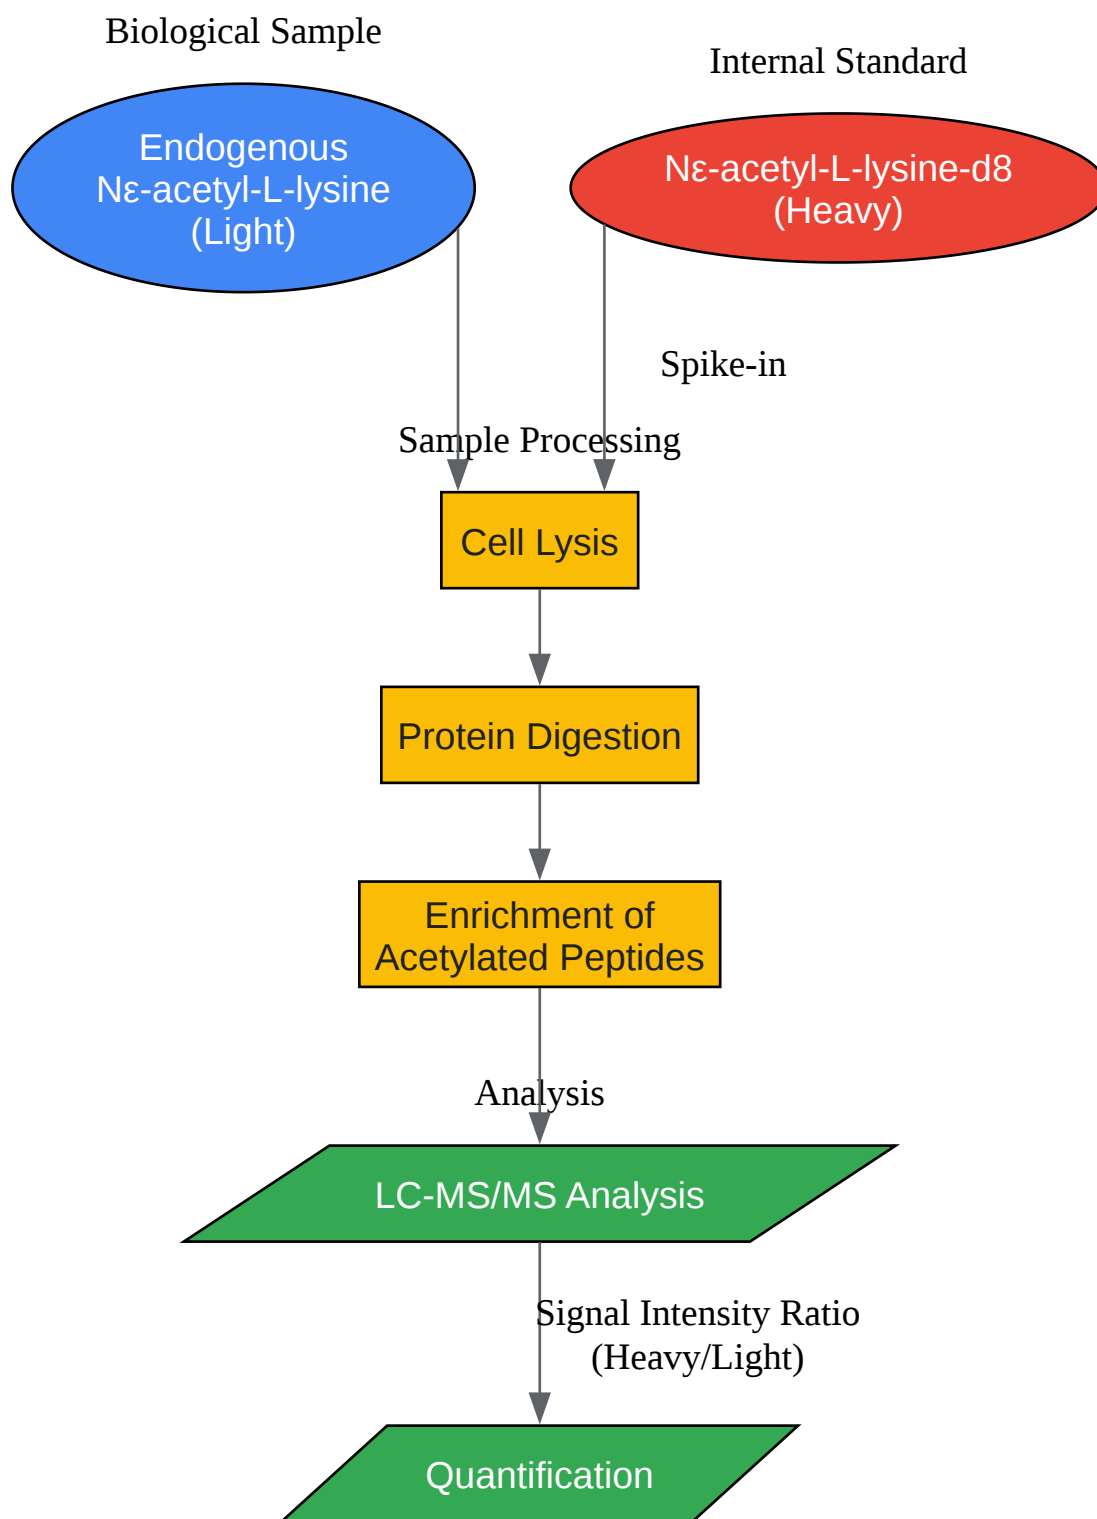 Biological Sample
Internal Standard
Endogenous
Nε-acetyl-L-lysine
(Light)
Nε-acetyl-L-lysine-d8
(Heavy)
Spike-in
Sample Processing
Cell Lysis
Protein Digestion
Enrichment of
Acetylated Peptides
Analysis
LC-MS/MS Analysis
Signal Intensity Ratio
(Heavy/Light)
Quantification